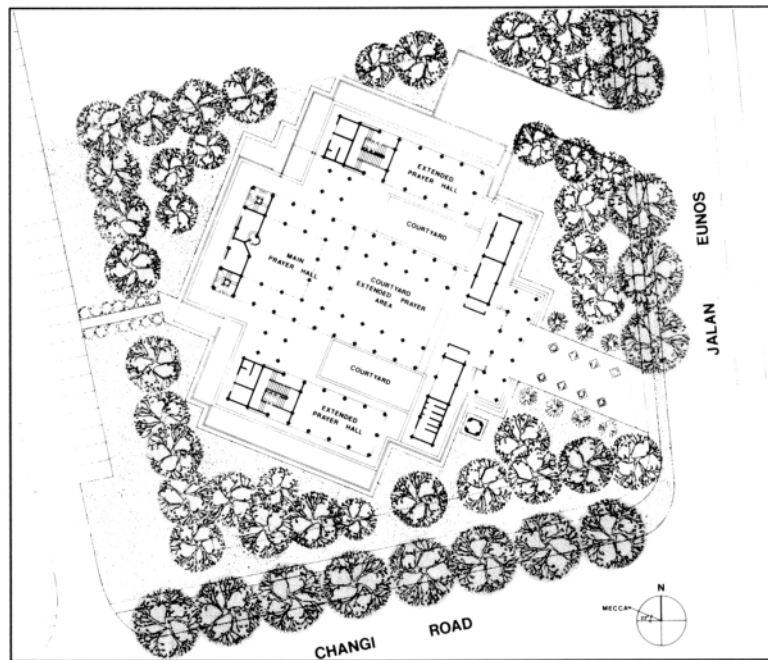 EXTENDED
PRAYER HALL
COURTYARD
MAIN
PRAYER HALL
COURTYARD
EXTENDED PRAYER
AREA
COURTYARD
EXTENDED
PRAYER HALL
JALAN EUNOS
CHANGI ROAD
N
MECCA